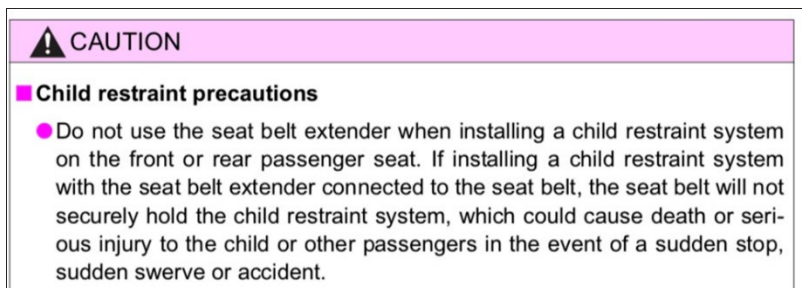 CAUTION
Child restraint precautions
Do not use the seat belt extender when installing a child restraint system
on the front or rear passenger seat. If installing a child restraint system
with the seat belt extender connected to the seat belt, the seat belt will not
securely hold the child restraint system, which could cause death or seri-
ous injury to the child or other passengers in the event of a sudden stop,
sudden swerve or accident.